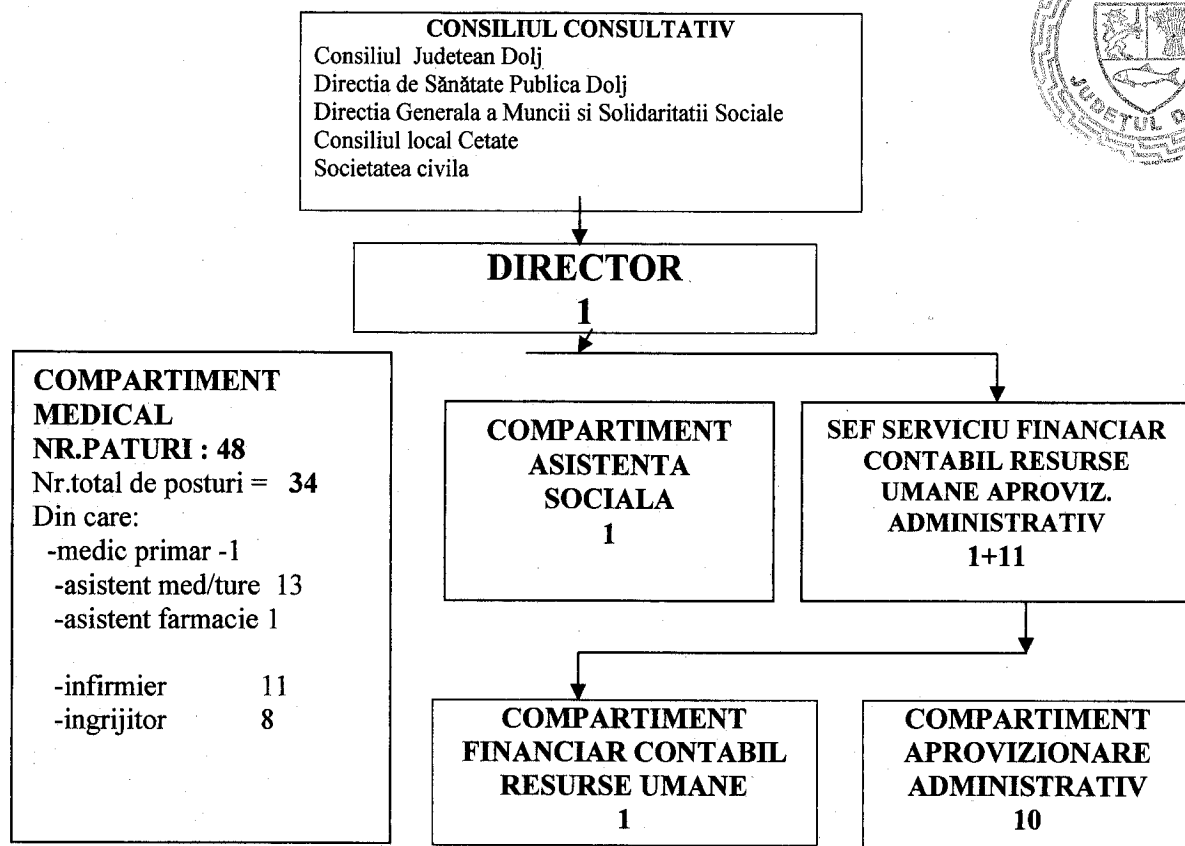 CONSILIUL CONSULTATIV
Consiliul Judetean Dolj
Directia de Sănătate Publica Dolj
Directia Generala a Muncii si Solidaritatii Sociale
Consiliul local Cetate
Societatea civila
JUDETUL D
DIRECTOR
1
COMPARTIMENT
MEDICAL
NR.PATURI : 48
Nr.total de posturi = 34
Din care:
-medic primar -1
-asistent med/ture 13
-asistent farmacie 1
-infirmier 11
-ingrijitor 8
COMPARTIMENT
ASISTENTA
SOCIALA
1
SEF SERVICIU FINANCIAR
CONTABIL RESURSE
UMANE APROVIZ.
ADMINISTRATIV
1+11
COMPARTIMENT
FINANCIAR CONTABIL
RESURSE UMANE
1
COMPARTIMENT
APROVIZIONARE
ADMINISTRATIV
10